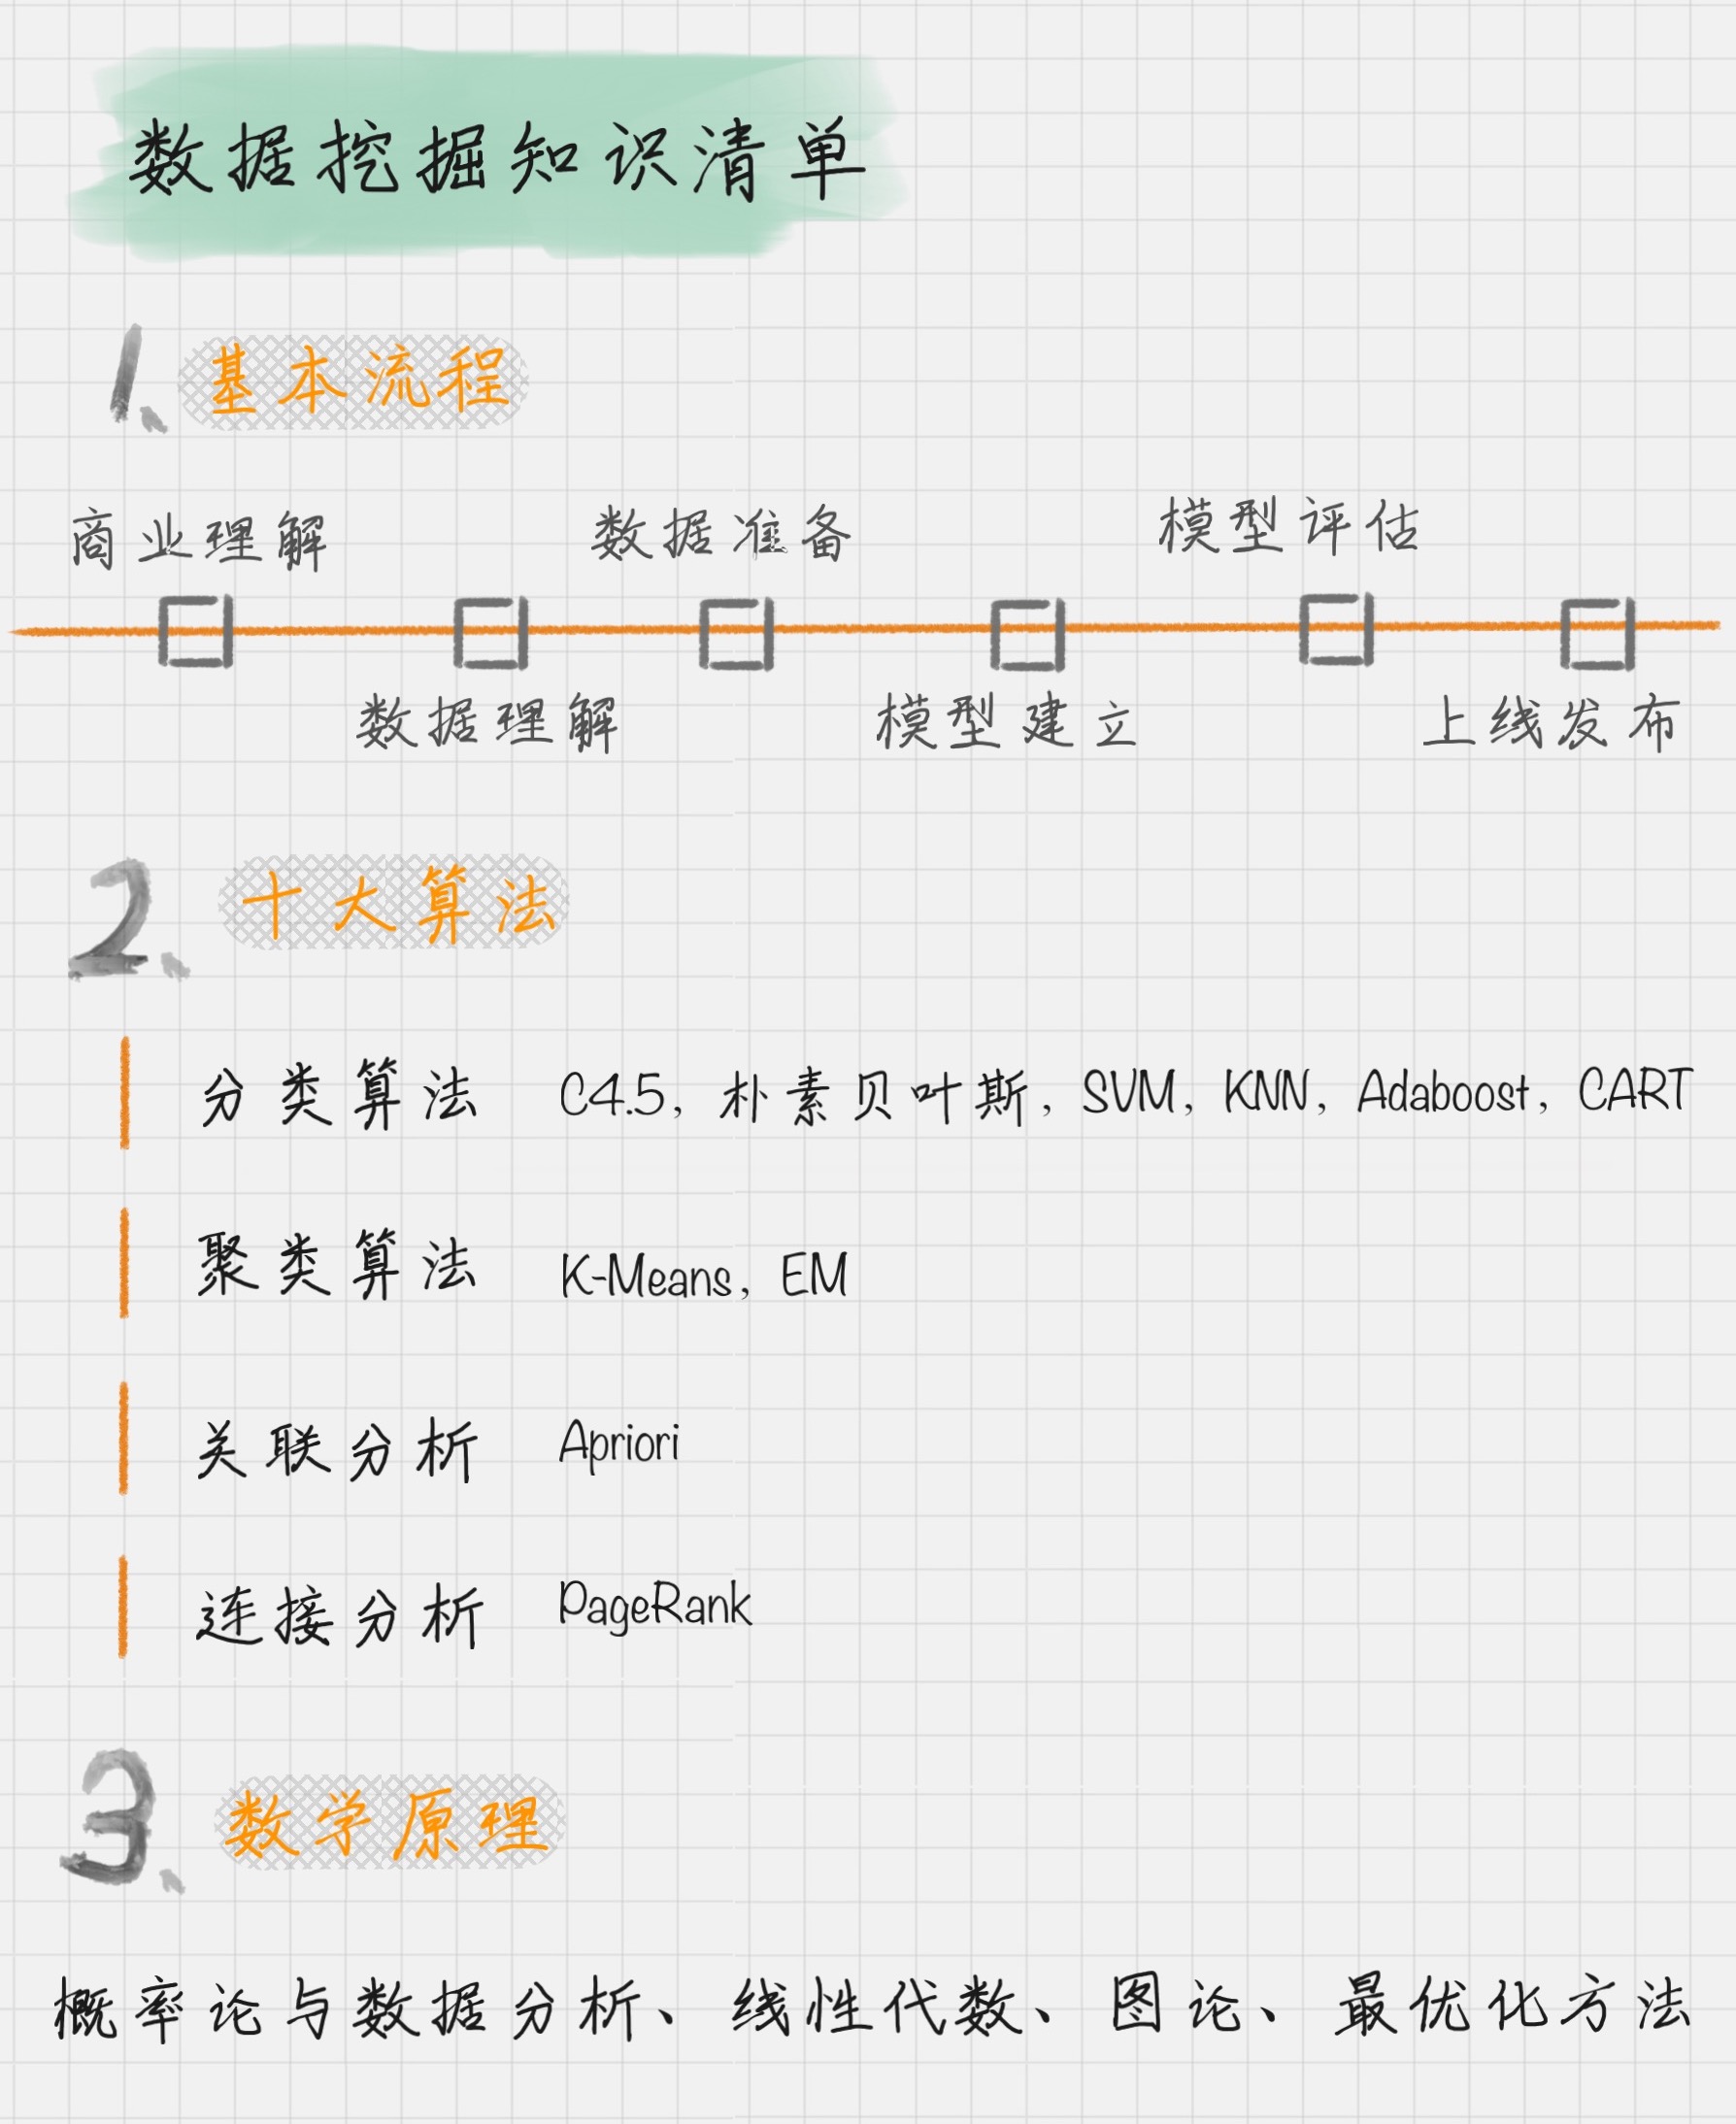 数据挖掘知识清单
1、基本流程
商业理解 数据准备 模型评估
数据理解 模型建立 上线发布
2、十大算法
分类算法 C4.5, 朴素贝叶斯, SVM, KNN, Adaboost, CART
聚类算法 K-Means, EM
关联分析 Apriori
连接分析 PageRank
3、数学原理
概率论与数据分析、线性代数、图论、最优化方法